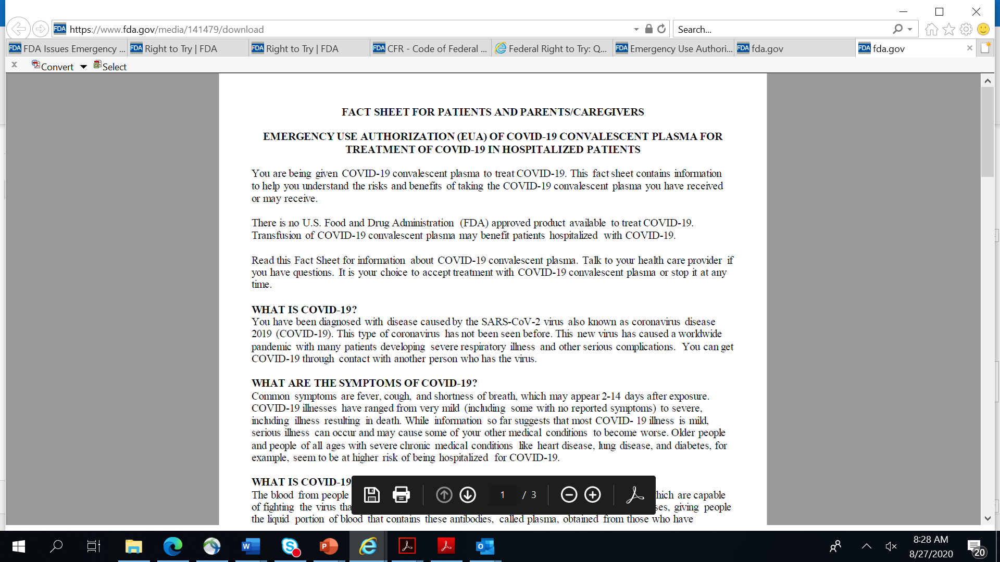 https://www.fda.gov/media/141479/download
Search...
FDA FDA Issues Emergency ...
FDA Right to Try | FDA
FDA Right to Try | FDA
FDA CFR - Code of Federal ...
Federal Right to Try: Q...
FDA Emergency Use Authori...
FDA fda.gov
FDA fda.gov
x Convert Select
FACT SHEET FOR PATIENTS AND PARENTS/CAREGIVERS
EMERGENCY USE AUTHORIZATION (EUA) OF COVID-19 CONVALESCENT PLASMA FOR
TREATMENT OF COVID-19 IN HOSPITALIZED PATIENTS
You are being given COVID-19 convalescent plasma to treat COVID-19. This fact sheet contains information
to help you understand the risks and benefits of taking the COVID-19 convalescent plasma you have received
or may receive.
There is no U.S. Food and Drug Administration (FDA) approved product available to treat COVID-19.
Transfusion of COVID-19 convalescent plasma may benefit patients hospitalized with COVID-19.
Read this Fact Sheet for information about COVID-19 convalescent plasma. Talk to your health care provider if
you have questions. It is your choice to accept treatment with COVID-19 convalescent plasma or stop it at any
time.
WHAT IS COVID-19?
You have been diagnosed with disease caused by the SARS-CoV-2 virus also known as coronavirus disease
2019 (COVID-19). This type of coronavirus has not been seen before. This new virus has caused a worldwide
pandemic with many patients developing severe respiratory illness and other serious complications. You can get
COVID-19 through contact with another person who has the virus.
WHAT ARE THE SYMPTOMS OF COVID-19?
Common symptoms are fever, cough, and shortness of breath, which may appear 2-14 days after exposure.
COVID-19 illnesses have ranged from very mild (including some with no reported symptoms) to severe,
including illness resulting in death. While information so far suggests that most COVID- 19 illness is mild,
serious illness can occur and may cause some of your other medical conditions to become worse. Older people
and people of all ages with severe chronic medical conditions like heart disease, lung disease, and diabetes, for
example, seem to be at higher risk of being hospitalized for COVID-19.
WHAT IS COVID-19
The blood from people hich are capable
of fighting the virus tha ses, giving people
the liquid portion of blood that contains these antibodies, called plasma, obtained from those who have
1 / 3
8:28 AM
8/27/2020
20